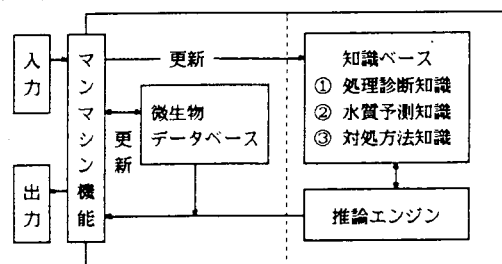 入力
出力
マンマシン機能
更新
更新
微生物
データベース
知識ベース
① 処理診断知識
② 水質予測知識
③ 対処方法知識
推論エンジン